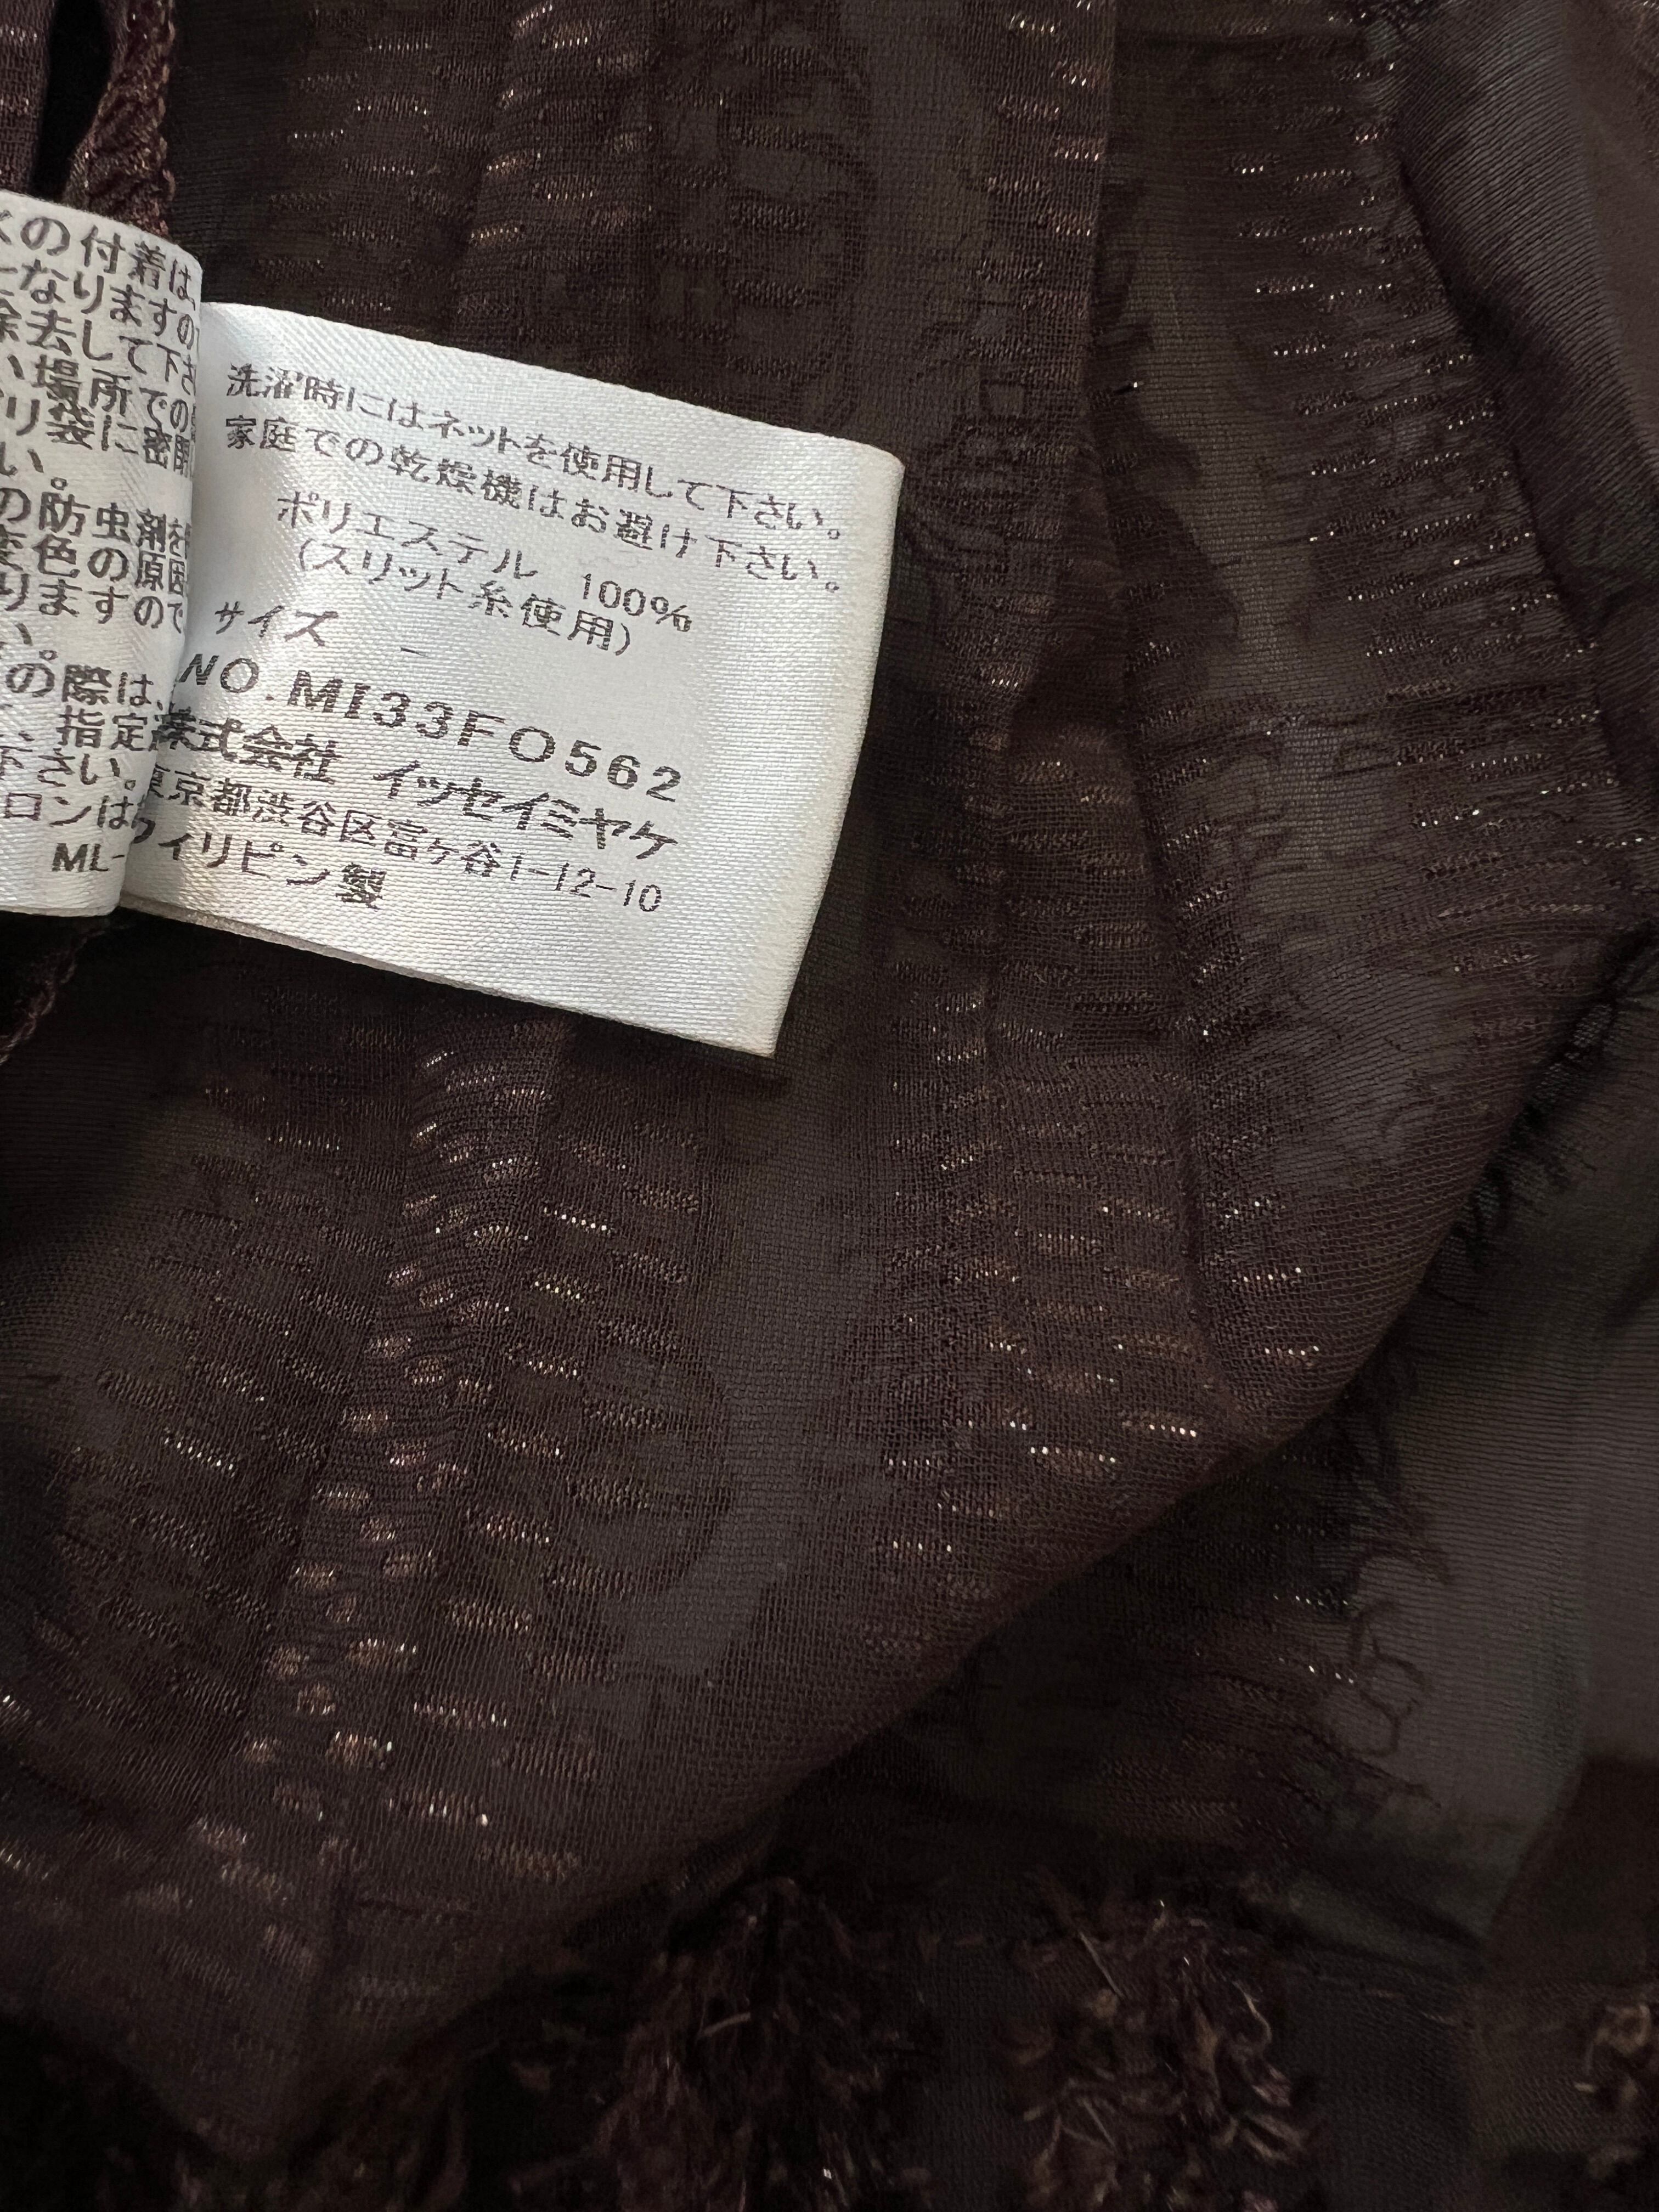 くの付着は、
なりますの
除去して下さ
い場所での
り袋に密閉
い。
の防虫剤を
変色の原因
りますので
い。
の際は、
指定
下さい。
ロンは
ML-
洗濯時にはネットを使用して下さい。
家庭での乾燥機はお避け下さい。
ポリエステル 100%
(スリット糸使用)
サイズ –
NO.MI33FO562
株式会社 イッセイミヤケ
東京都渋谷区富ヶ谷1-12-10
フィリピン製